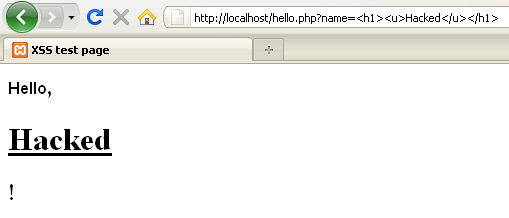 http://localhost/hello.php?name=<h1><u>Hacked</u></h1>
XSS test page
Hello,
Hacked
!